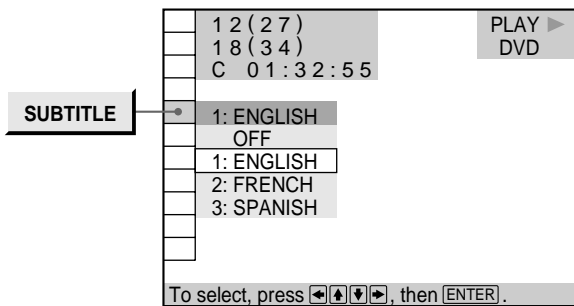 12(27)
PLAY ►
18(34)
DVD
C 01:32:55
SUBTITLE
1: ENGLISH
OFF
1: ENGLISH
2: FRENCH
3: SPANISH
To select, press ←↑↓→, then ENTER.